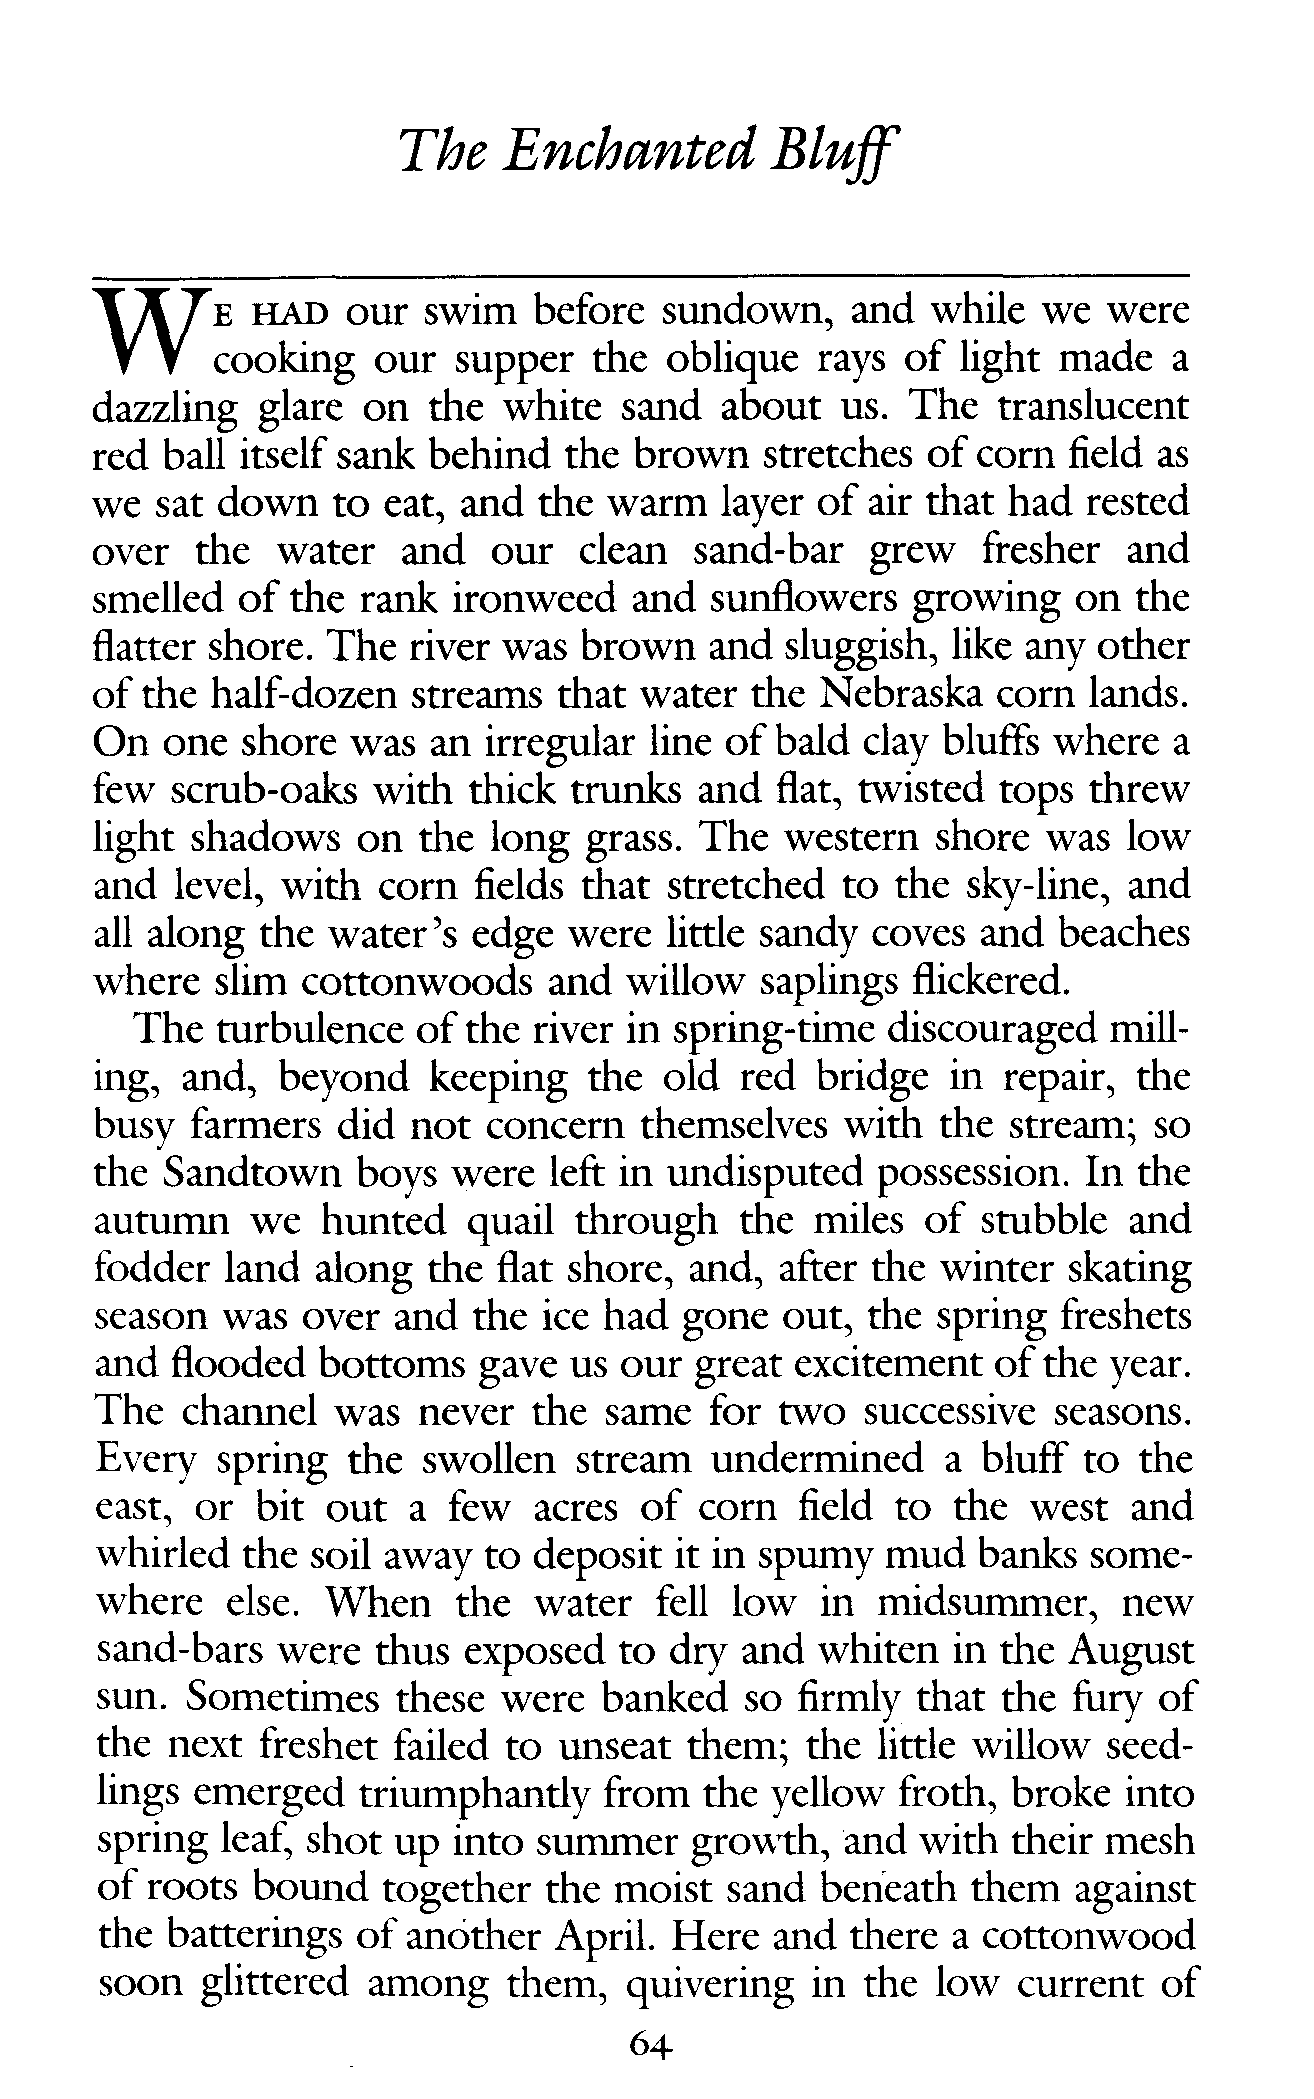 The Enchanted Bluff
WE HAD our swim before sundown, and while we were
cooking our supper the oblique rays of light made a
dazzling glare on the white sand about us. The translucent
red ball itself sank behind the brown stretches of corn field as
we sat down to eat, and the warm layer of air that had rested
over the water and our clean sand-bar grew fresher and
smelled of the rank ironweed and sunflowers growing on the
flatter shore. The river was brown and sluggish, like any other
of the half-dozen streams that water the Nebraska corn lands.
On one shore was an irregular line of bald clay bluffs where a
few scrub-oaks with thick trunks and flat, twisted tops threw
light shadows on the long grass. The western shore was low
and level, with corn fields that stretched to the sky-line, and
all along the water's edge were little sandy coves and beaches
where slim cottonwoods and willow saplings flickered.
The turbulence of the river in spring-time discouraged mill-
ing, and, beyond keeping the old red bridge in repair, the
busy farmers did not concern themselves with the stream; so
the Sandtown boys were left in undisputed possession. In the
autumn we hunted quail through the miles of stubble and
fodder land along the flat shore, and, after the winter skating
season was over and the ice had gone out, the spring freshets
and flooded bottoms gave us our great excitement of the year.
The channel was never the same for two successive seasons.
Every spring the swollen stream undermined a bluff to the
east, or bit out a few acres of corn field to the west and
whirled the soil away to deposit it in spumy mud banks some-
where else. When the water fell low in midsummer, new
sand-bars were thus exposed to dry and whiten in the August
sun. Sometimes these were banked so firmly that the fury of
the next freshet failed to unseat them; the little willow seed-
lings emerged triumphantly from the yellow froth, broke into
spring leaf, shot up into summer growth, and with their mesh
of roots bound together the moist sand beneath them against
the batterings of another April. Here and there a cottonwood
soon glittered among them, quivering in the low current of
64